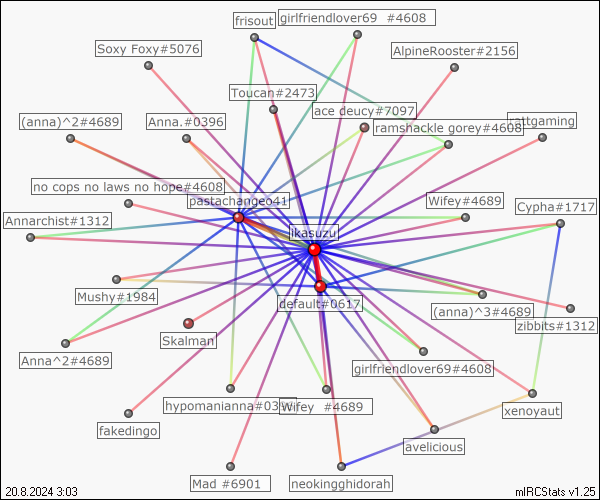 frisout
girlfriendlover69 #4608
Soxy Foxy#5076
AlpineRooster#2156
Toucan#2473
ace deucy#7097
(anna)^2#4689
Anna.#0396
ramshackle gorey#4608
no cops no laws no hope#4608
pastachangeo41
Wifey#4689
Cypha#1717
Annarchist#1312
ikasuzu
Mushy#1984
default#0617
(anna)^3#4689
zibbits#1312
Skalman
Anna^2#4689
girlfriendlover69#4608
hypomanianna#03
Wifey #4689
xenoyaut
fakedingo
avelicious
Mad #6901
neokingghidorah
20.8.2024 3:03
mIRCStats v1.25